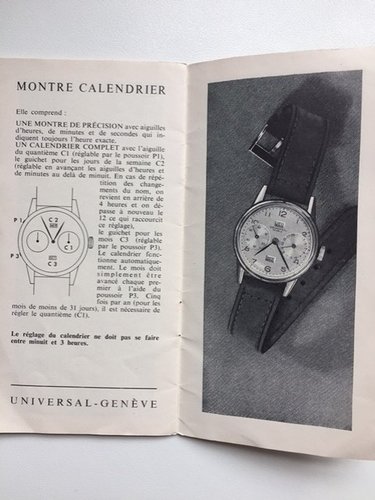 MONTRE CALENDRIER
Elle comprend :
UNE MONTRE DE PRÉCISION avec aiguilles
d'heures, de minutes et de secondes qui in-
diquent toujours l'heure exacte.
UN CALENDRIER COMPLET avec l'aiguille
du quantième C1 (réglable par le poussoir P1),
le guichet pour les jours de la semaine C2
(réglable en avançant les aiguilles d'heures et
de minutes au delà de minuit. En cas de répé-
tition des change-
ments du nom, on
revient en arrière de
4 heures et on dé-
passe à nouveau le
12 ce qui raccourcit
ce réglage),
le guichet pour les
mois C3 (réglable
par le poussoir P3).
Le calendrier fonc-
tionne automatique-
ment. Le mois doit
simplement être
avancé chaque pre-
mier à l'aide du
poussoir P3. Cinq
fois par an (pour les
mois de moins de 31 jours), il est nécessaire de
régler le quantième (C1).
P1
C2
C1
P3
C3
Le réglage du calendrier ne doit pas se faire
entre minuit et 3 heures.
UNIVERSAL-GENÈVE